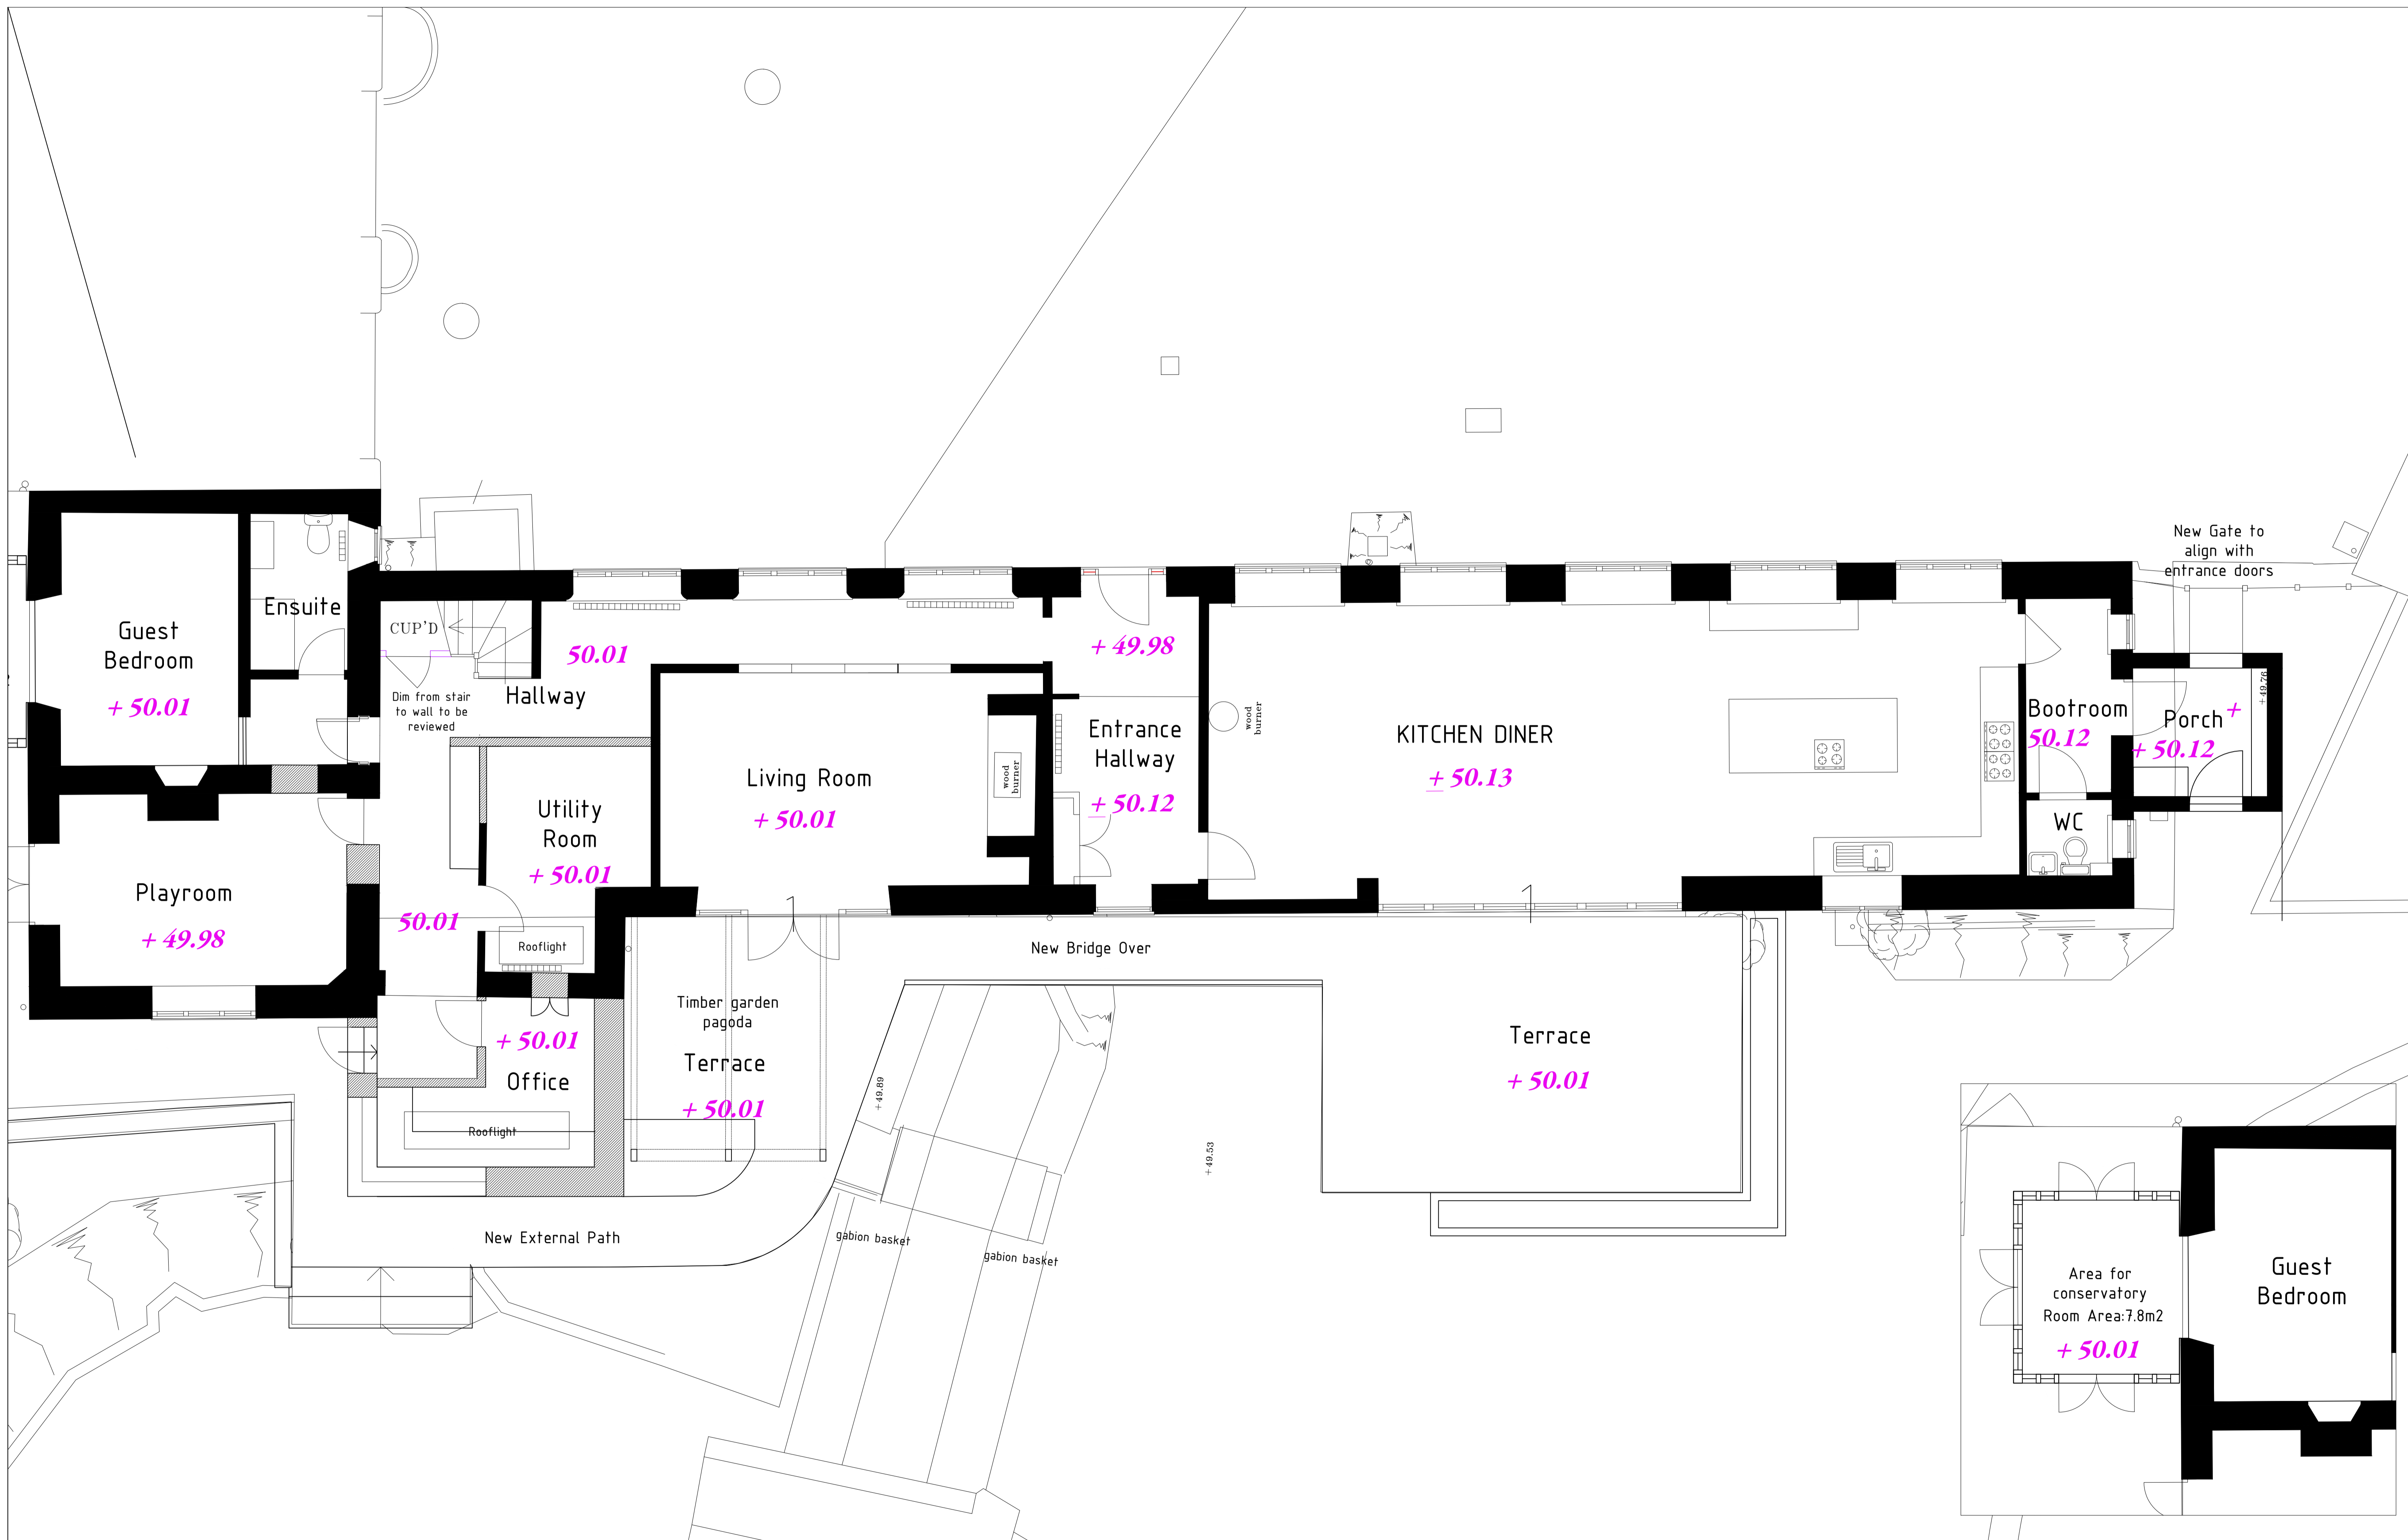 New Gate to
align with
entrance doors
Ensuite
Guest
Bedroom
+ 50.01
CUP'D
Dim from stair
to wall to be
reviewed
50.01
Hallway
+ 49.98
Entrance
Hallway
+ 50.12
wood
burner
KITCHEN DINER
+ 50.13
Bootroom
50.12
Porch
+
+ 50.12
+49.76
WC
Living Room
+ 50.01
wood
burner
Utility
Room
+ 50.01
Playroom
+ 49.98
50.01
Rooflight
New Bridge Over
Timber garden
pagoda
Terrace
+ 50.01
+ 50.01
Office
Rooflight
+49.89
+49.53
Terrace
+ 50.01
New External Path
gabion basket
gabion basket
Area for
conservatory
Room Area:7.8m2
+ 50.01
Guest
Bedroom